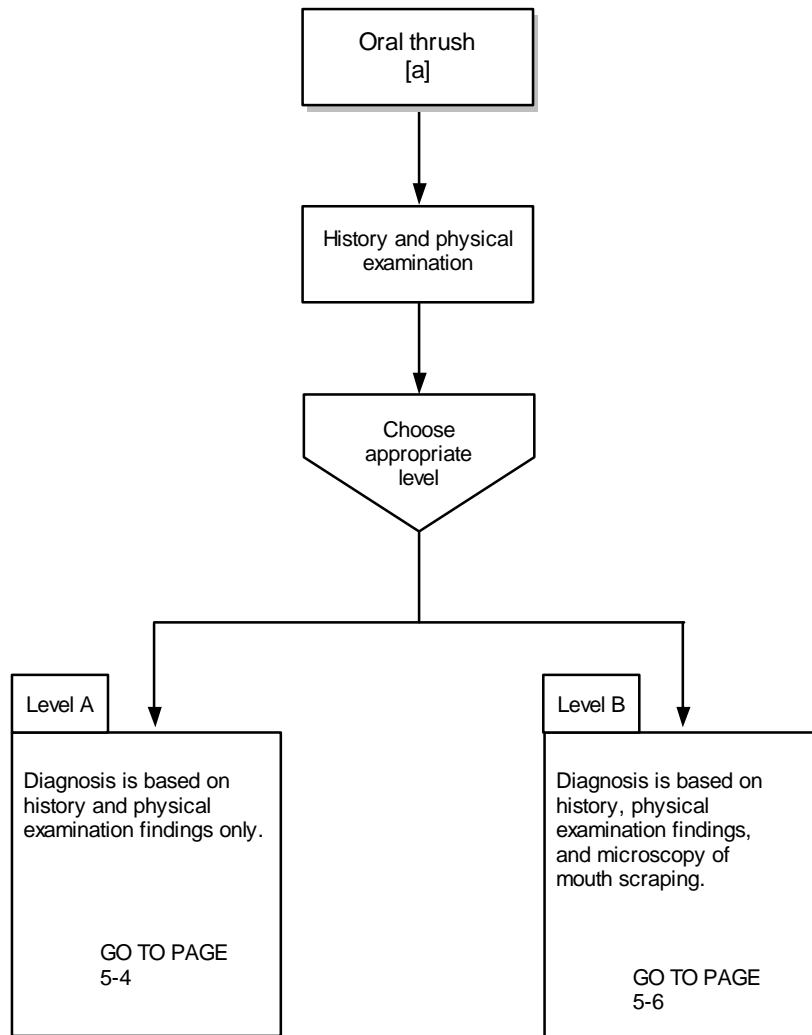 Oral thrush
[a]
History and physical
examination
Choose
appropriate
level
Level A
Diagnosis is based on
history and physical
examination findings only.
GO TO PAGE
5-4
Level B
Diagnosis is based on
history, physical
examination findings,
and microscopy of
mouth scraping.
GO TO PAGE
5-6